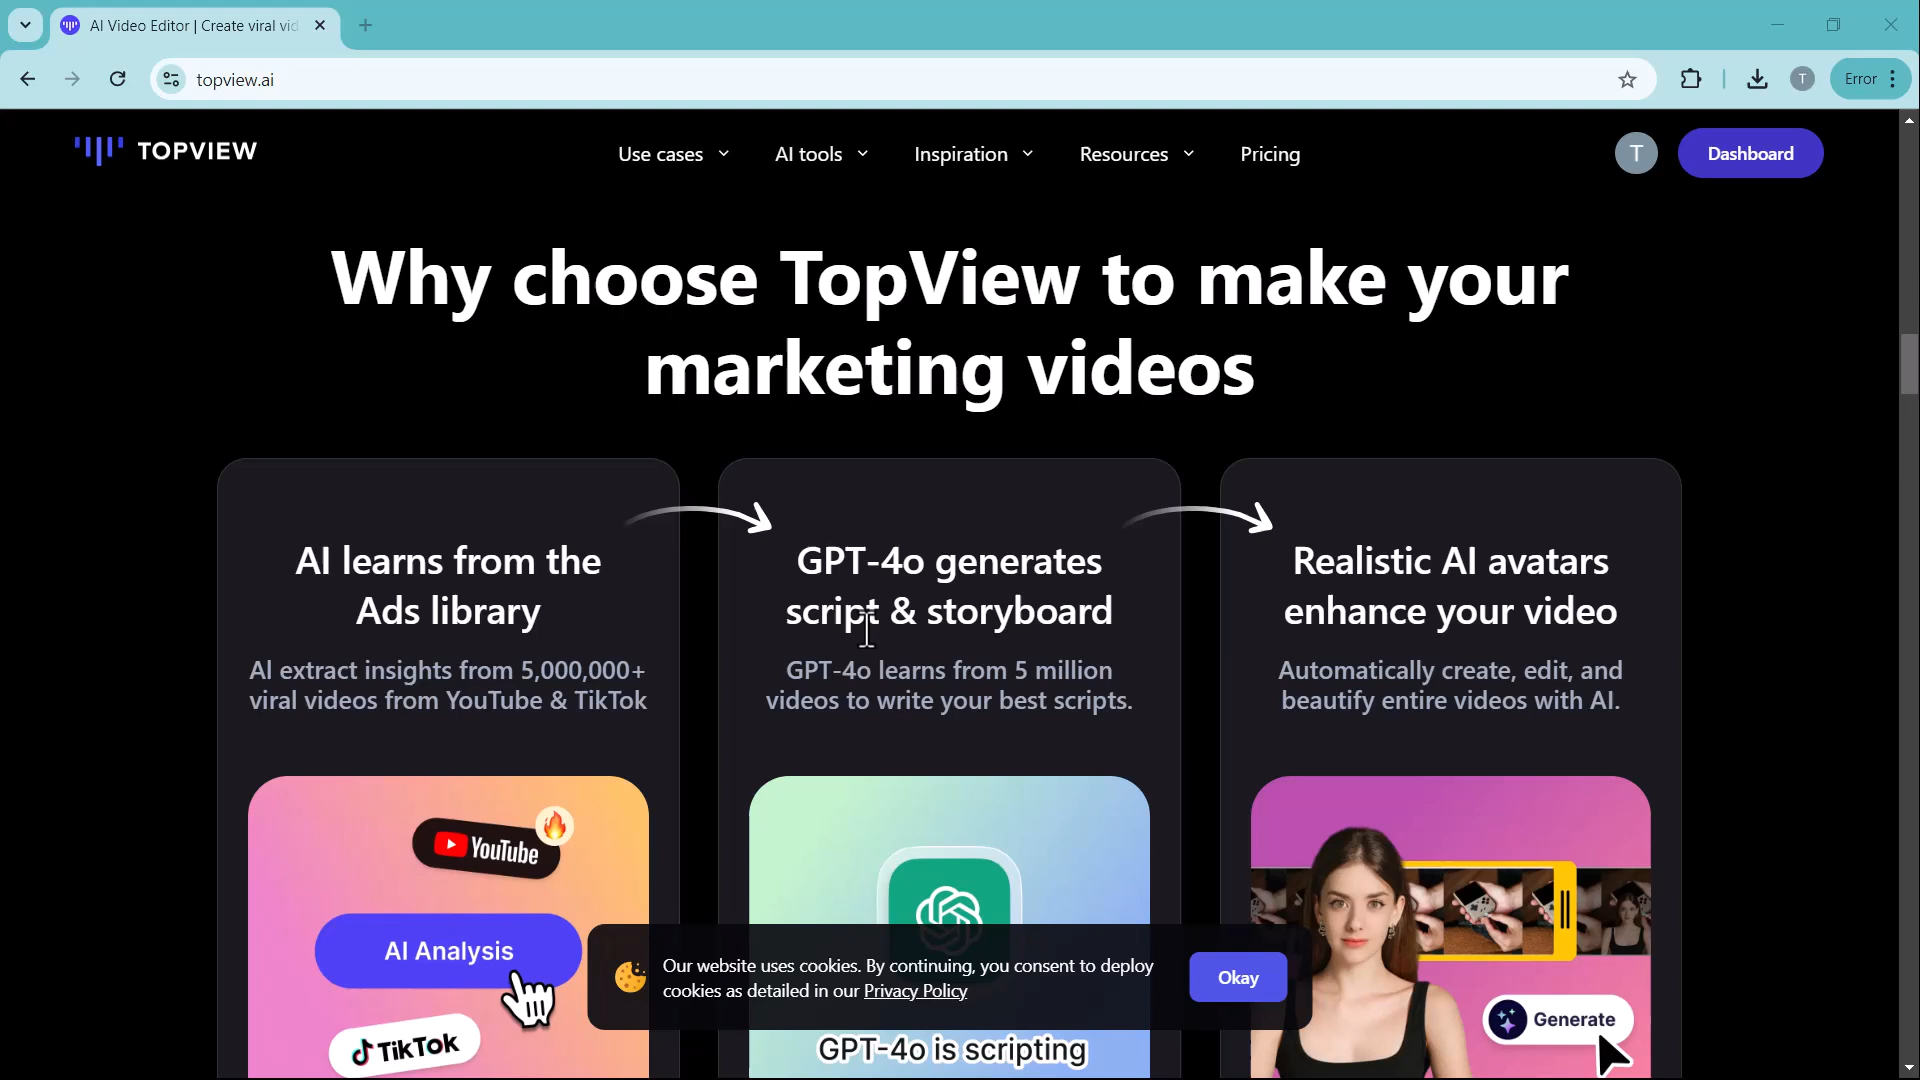 AI Video Editor | Create viral vid
topview.ai
T
Error
TOPVIEW
Use cases
AI tools
Inspiration
Resources
Pricing
T
Dashboard
Why choose TopView to make your
marketing videos
AI learns from the
Ads library
AI extract insights from 5,000,000+
viral videos from YouTube & TikTok
YouTube
AI Analysis
TikTok
GPT-4o generates
script & storyboard
GPT-4o learns from 5 million
videos to write your best scripts.
GPT-4o is scripting
Realistic AI avatars
enhance your video
Automatically create, edit, and
beautify entire videos with AI.
Generate
Our website uses cookies. By continuing, you consent to deploy
cookies as detailed in our Privacy Policy
Okay